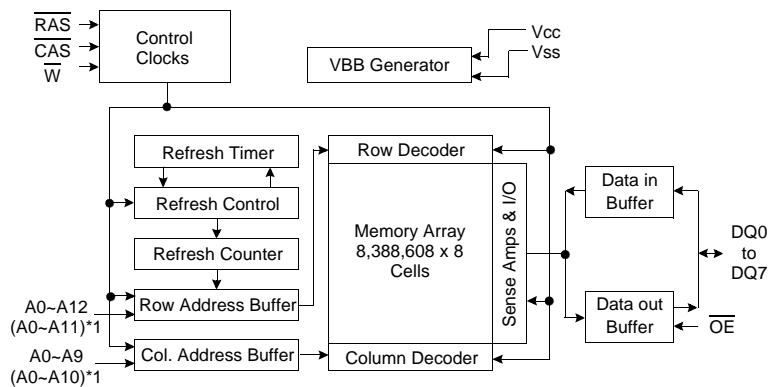 RAS
CAS
W
Control
Clocks
VBB Generator
Vcc
Vss
Refresh Timer
Refresh Control
Refresh Counter
Row Address Buffer
Col. Address Buffer
A0~A12
(A0~A11)*1
A0~A9
(A0~A10)*1
Row Decoder
Memory Array
8,388,608 x 8
Cells
Column Decoder
Sense Amps & I/O
Data in
Buffer
Data out
Buffer
DQ0
to
DQ7
OE